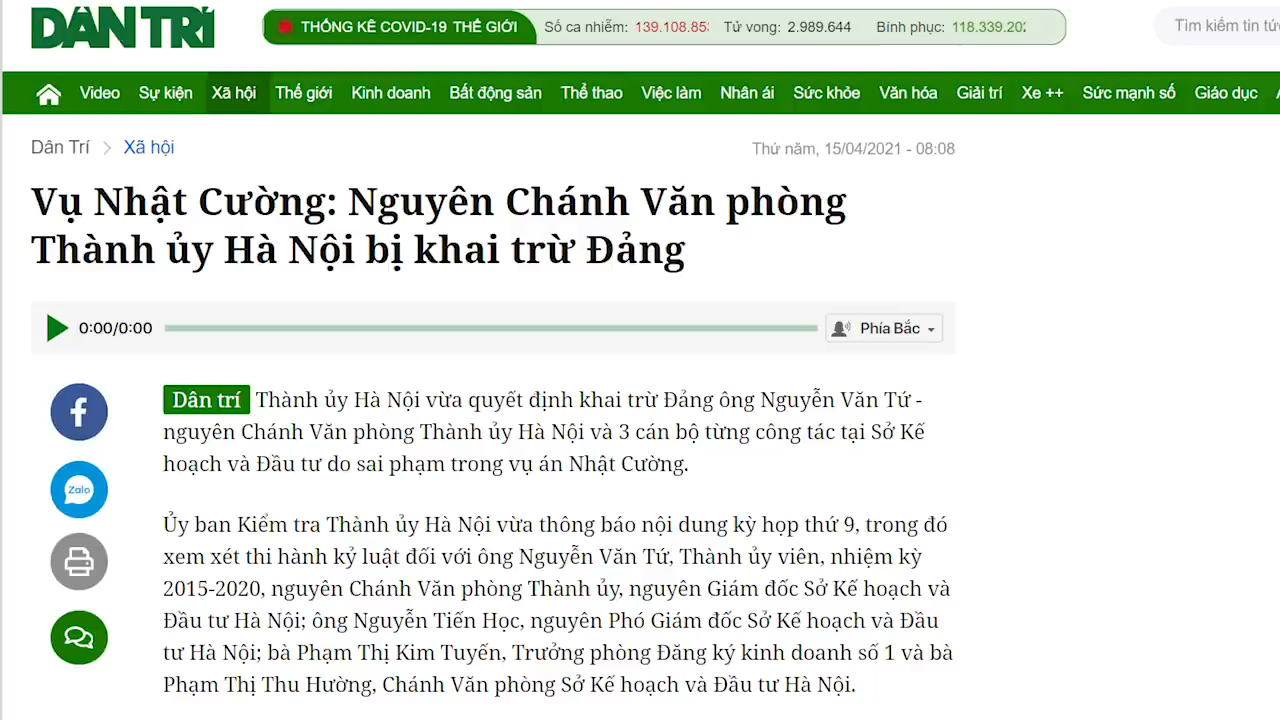 DÂN TRÍ
THỐNG KÊ COVID-19 THẾ GIỚI Số ca nhiễm: 139.108.85 Tử vong: 2.989.644 Bình phục: 118.339.20
Tìm kiếm tin
Video Sự kiện Xã hội Thế giới Kinh doanh Bất động sản Thể thao Việc làm Nhân ái Sức khỏe Văn hóa Giải trí Xe ++ Sức mạnh số Giáo dục
Dân Trí > Xã hội
Thứ năm, 15/04/2021 - 08:08
Vụ Nhật Cường: Nguyên Chánh Văn phòng
Thành ủy Hà Nội bị khai trừ Đảng
0:00/0:00 Phía Bắc
Dân trí Thành ủy Hà Nội vừa quyết định khai trừ Đảng ông Nguyễn Văn Tứ -
nguyên Chánh Văn phòng Thành ủy Hà Nội và 3 cán bộ từng công tác tại Sở Kế
hoạch và Đầu tư do sai phạm trong vụ án Nhật Cường.
Zalo
Ủy ban Kiểm tra Thành ủy Hà Nội vừa thông báo nội dung kỳ họp thứ 9, trong đó
xem xét thi hành kỷ luật đối với ông Nguyễn Văn Tứ, Thành ủy viên, nhiệm kỳ
2015-2020, nguyên Chánh Văn phòng Thành ủy, nguyên Giám đốc Sở Kế hoạch và
Đầu tư Hà Nội; ông Nguyễn Tiến Học, nguyên Phó Giám đốc Sở Kế hoạch và Đầu
tư Hà Nội; bà Phạm Thị Kim Tuyến, Trưởng phòng Đăng ký kinh doanh số 1 và bà
Phạm Thị Thu Hường, Chánh Văn phòng Sở Kế hoạch và Đầu tư Hà Nội.